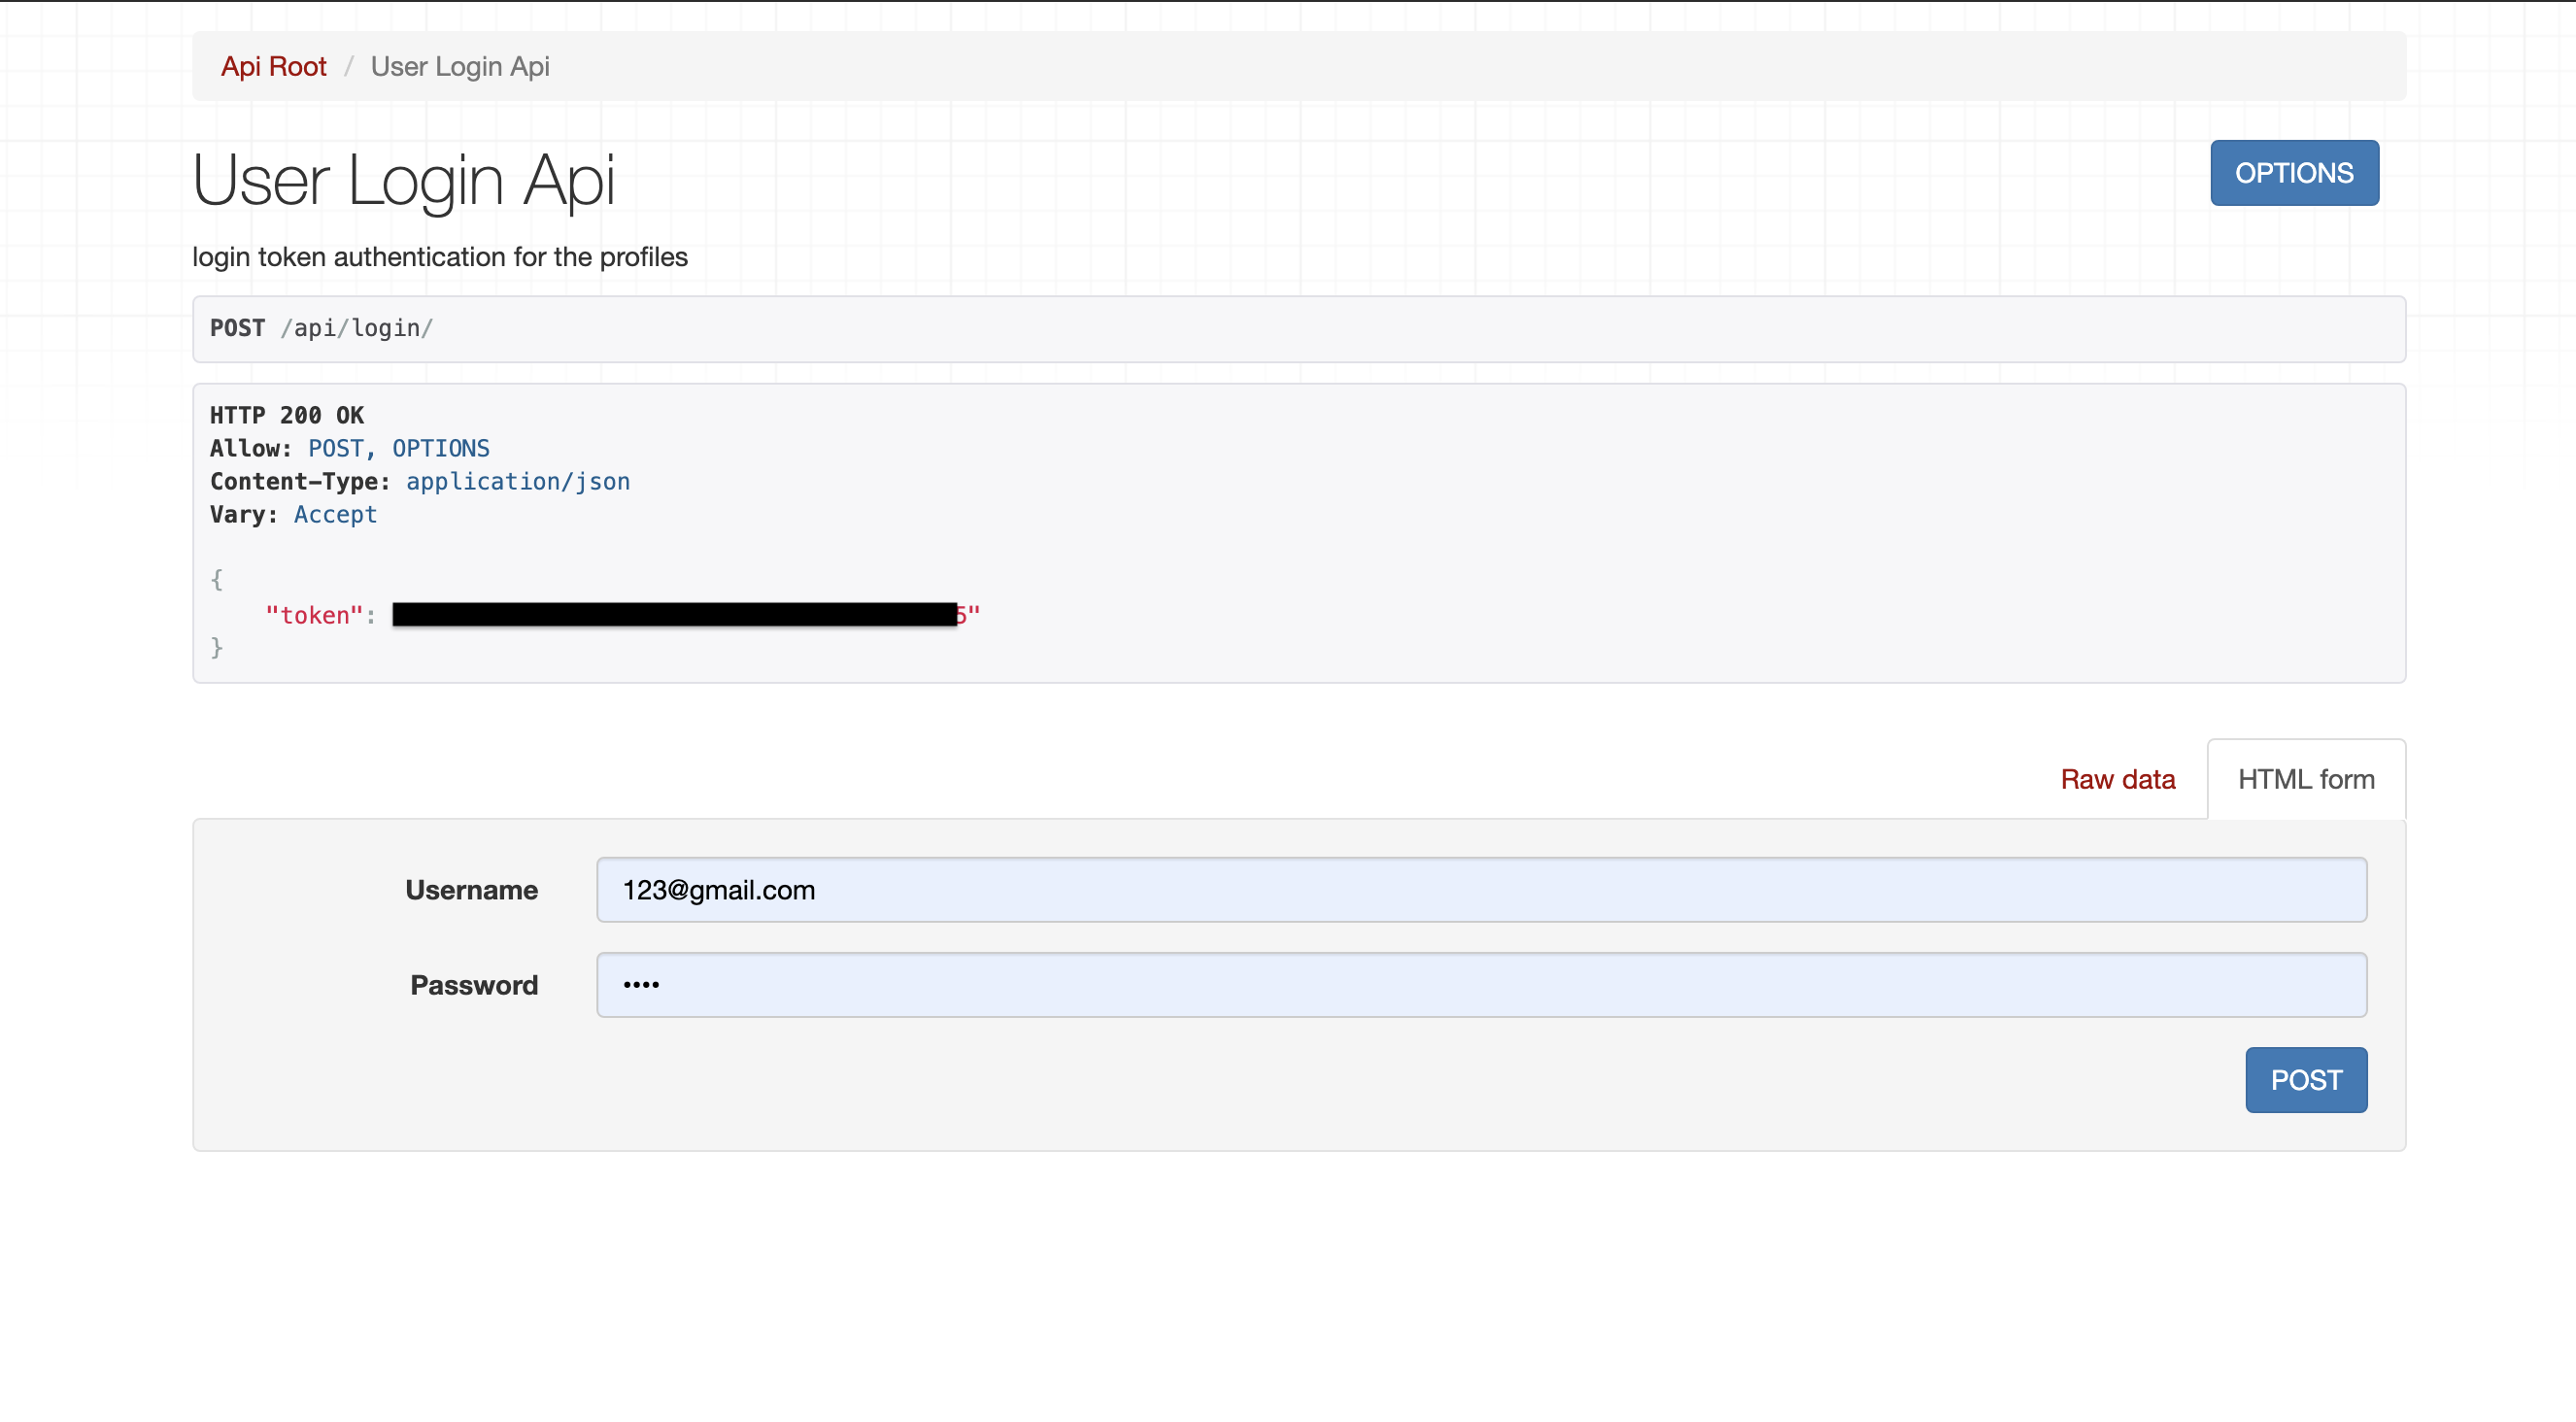 Api Root / User Login Api
User Login Api
OPTIONS
login token authentication for the profiles
POST /api/login/
HTTP 200 OK
Allow: POST, OPTIONS
Content-Type: application/json
Vary: Accept
{
"token": 5"
}
Raw data
HTML form
Username
123@gmail.com
Password
••••
POST